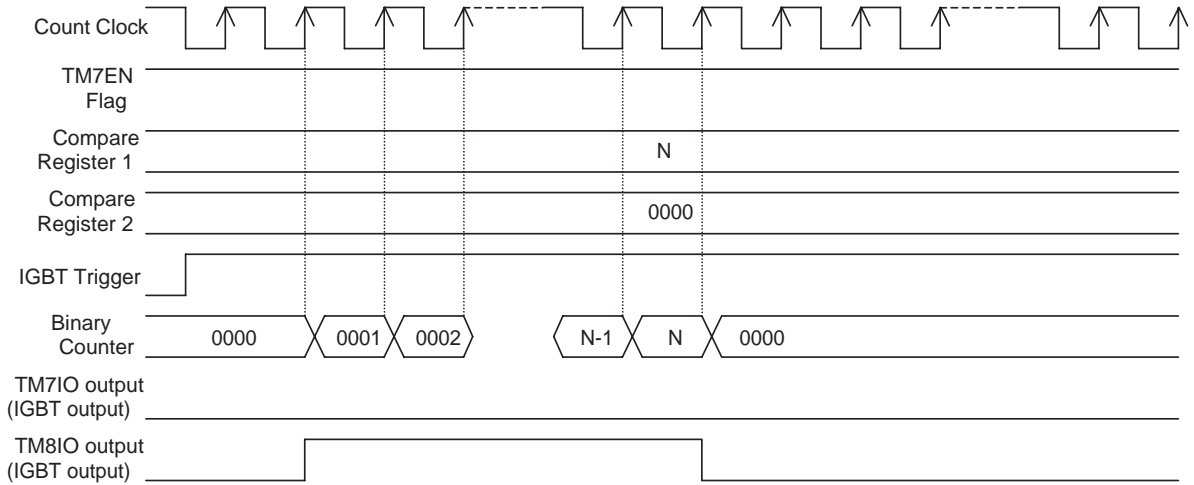 Count Clock
TM7EN
Flag
Compare
Register 1
N
Compare
Register 2
0000
IGBT Trigger
Binary
Counter
0000
0001
0002
N-1
N
0000
TM7IO output
(IGBT output)
TM8IO output
(IGBT output)